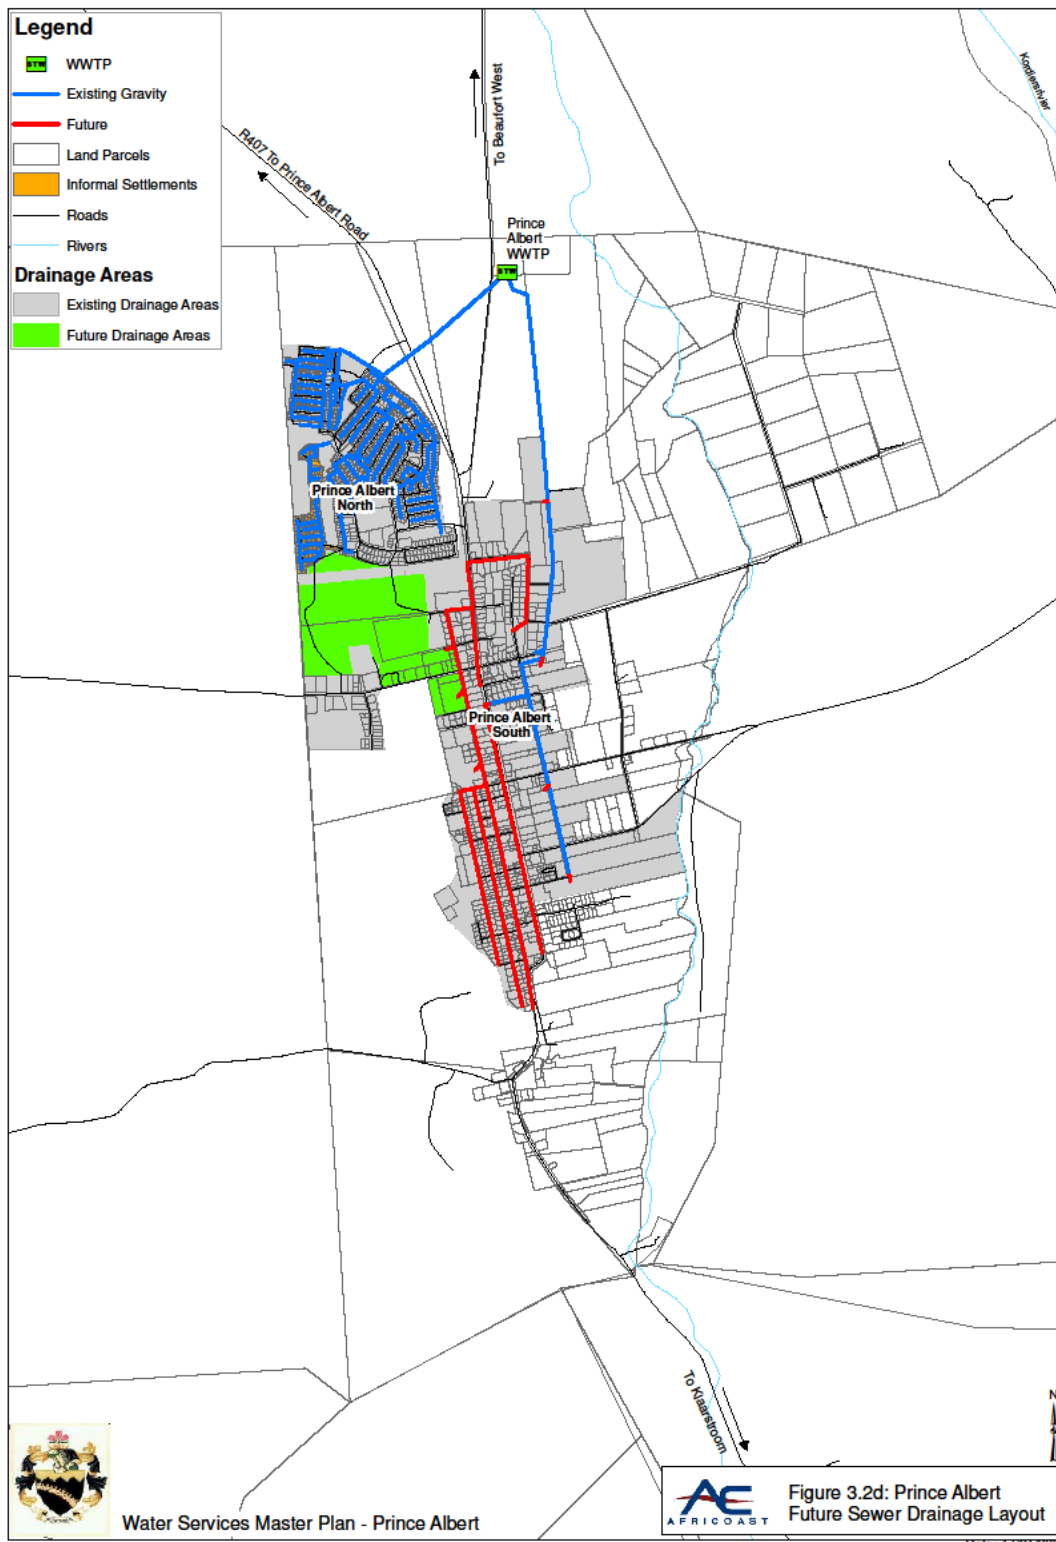 Legend
STW WWTP
Existing Gravity
Future
Land Parcels
Informal Settlements
Roads
Rivers
Drainage Areas
Existing Drainage Areas
Future Drainage Areas
To Beaufort West
R407 To Prince Albert Road
Kordiersrivier
Prince
Albert
WWTP
STW
Prince Albert
North
Prince Albert
South
To Klaarstroom
N
Water Services Master Plan - Prince Albert
AFRICOAST
Figure 3.2d: Prince Albert
Future Sewer Drainage Layout